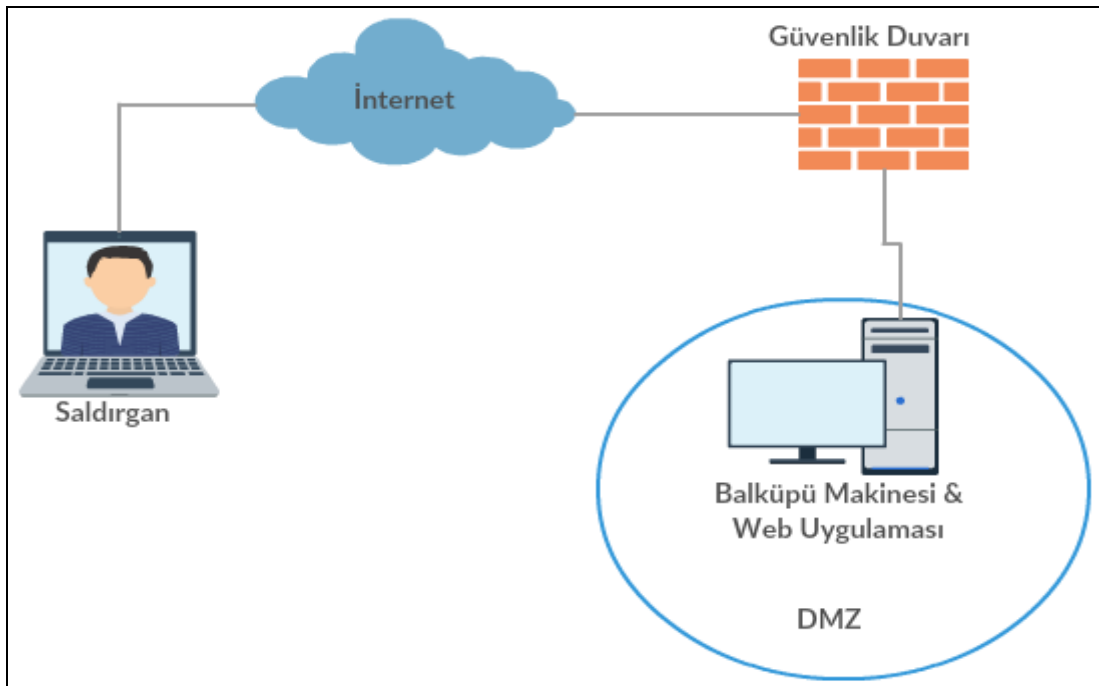 Güvenlik Duvarı
İnternet
Saldırgan
Balküpü Makinesi &
Web Uygulaması
DMZ